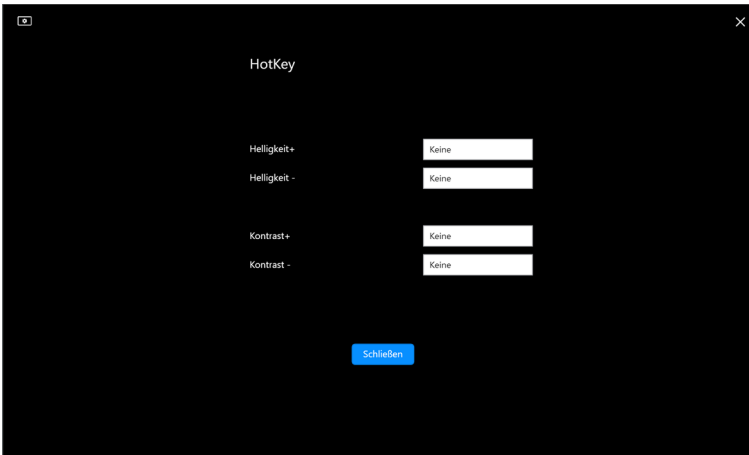 HotKey
Helligkeit+ Keine
Helligkeit - Keine
Kontrast+ Keine
Kontrast - Keine
Schließen